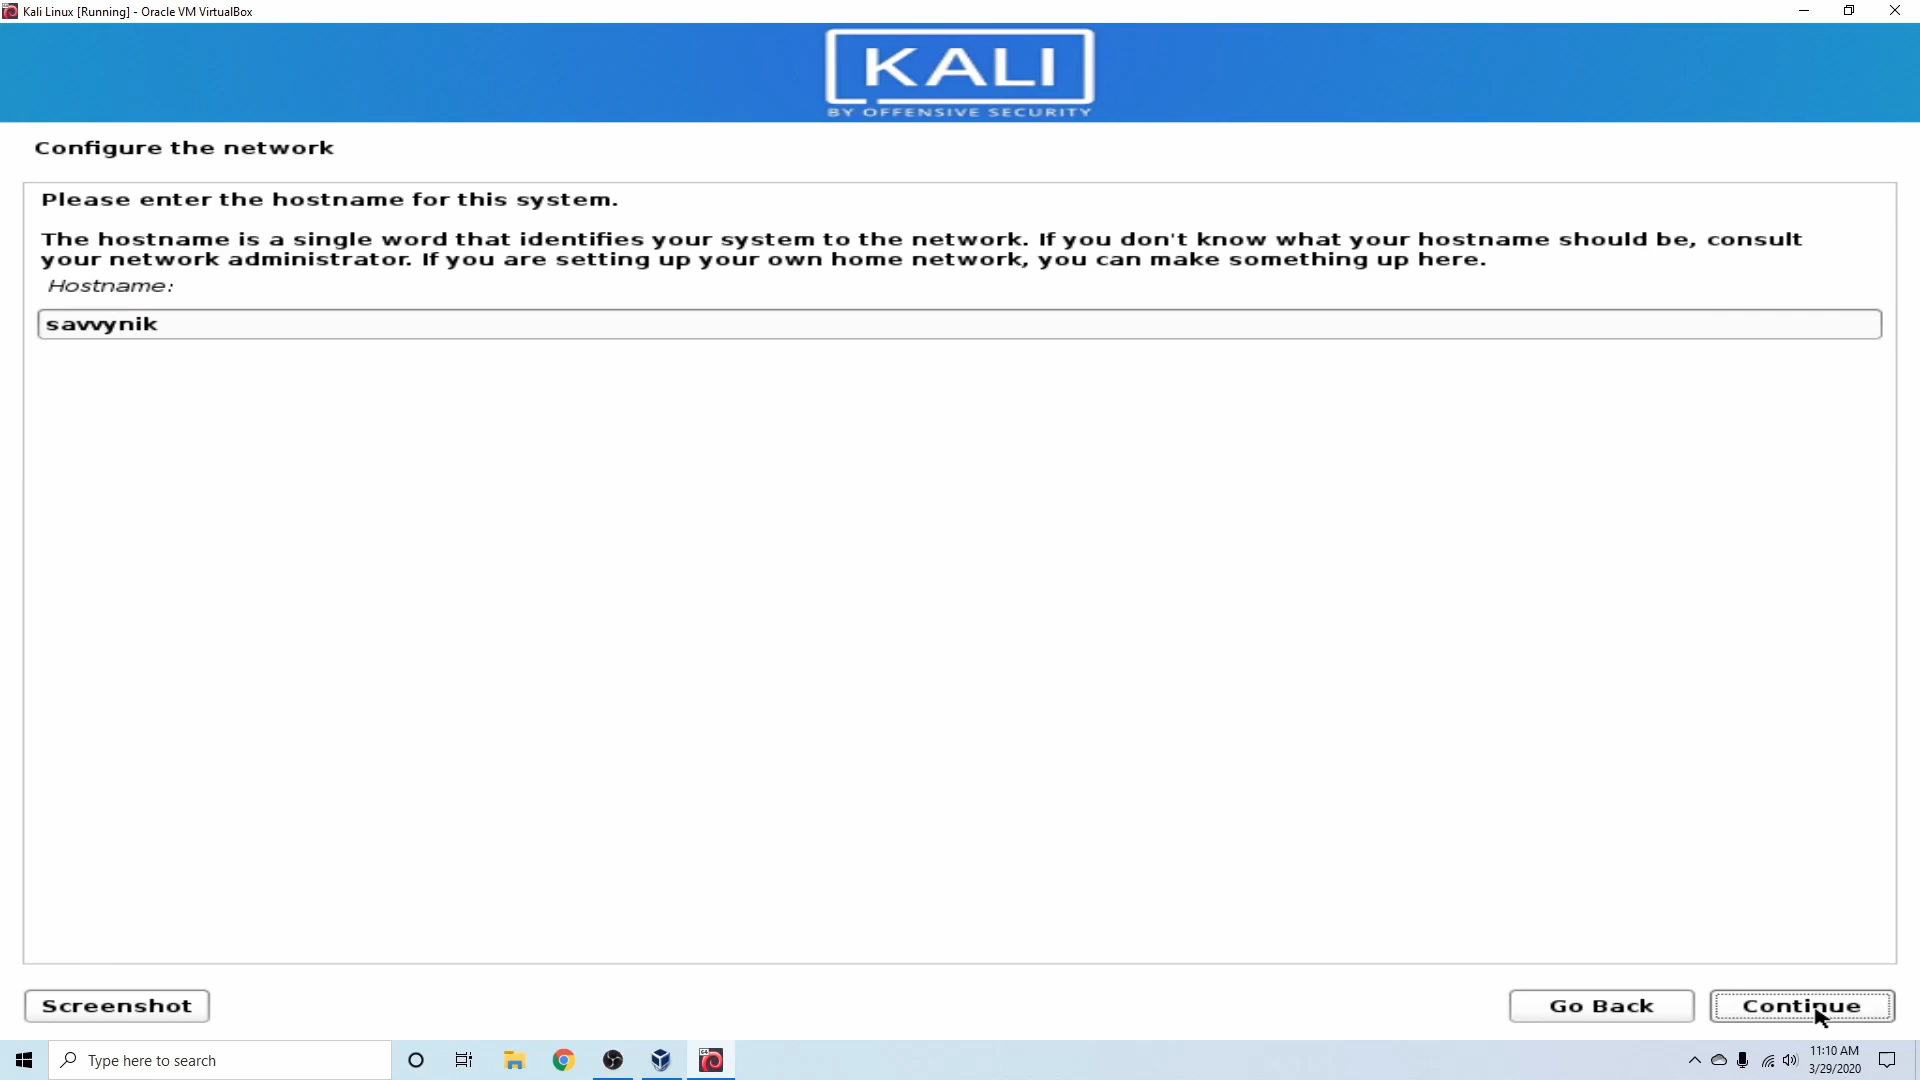 Kali Linux [Running] - Oracle VM VirtualBox
KALI
BY OFFENSIVE SECURITY
Configure the network
Please enter the hostname for this system.
The hostname is a single word that identifies your system to the network. If you don't know what your hostname should be, consult
your network administrator. If you are setting up your own home network, you can make something up here.
Hostname:
savvynik
Screenshot
Go Back
Continue
Type here to search
11:10 AM
3/29/2020